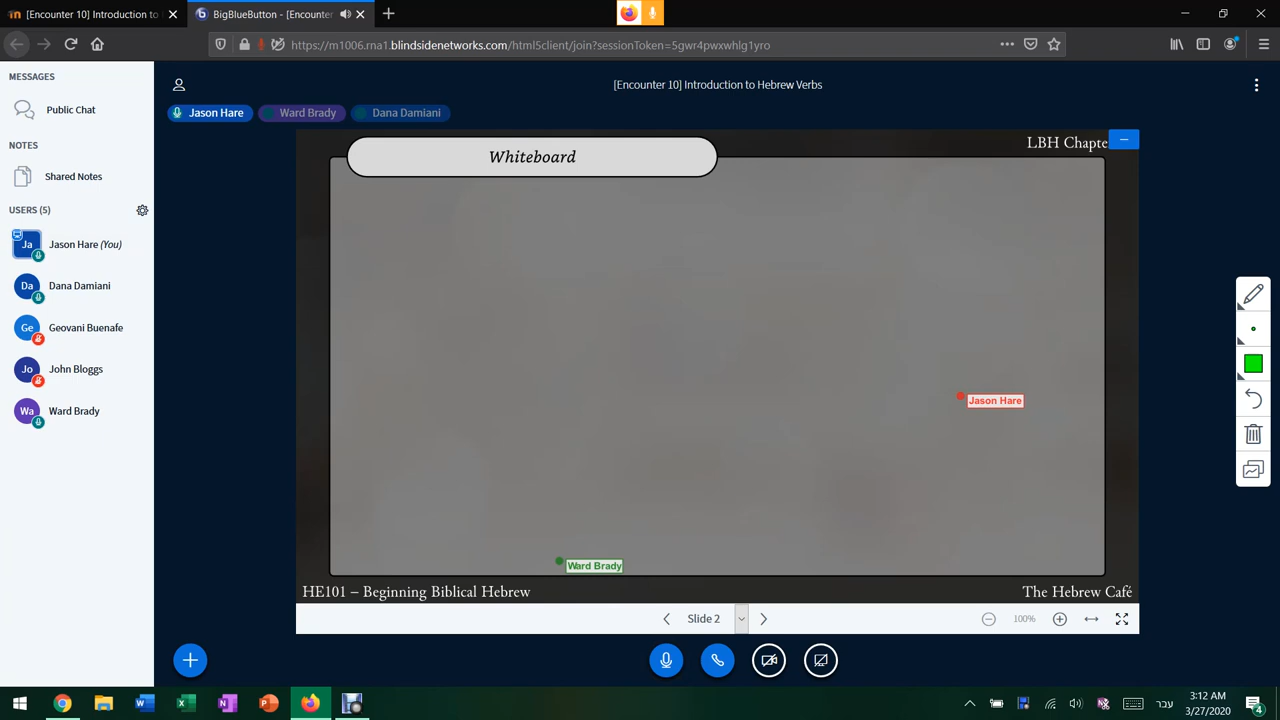 [Encounter 10] Introduction to
BigBlueButton - [Encounter
https://m1006.rna1.blindsidenetworks.com/html5client/join?sessionToken=5gwr4pwxwhlg1yro
MESSAGES
Public Chat
NOTES
Shared Notes
USERS (5)
Ja Jason Hare (You)
Da Dana Damiani
Ge Geovani Buenafe
Jo John Bloggs
Wa Ward Brady
[Encounter 10] Introduction to Hebrew Verbs
Jason Hare Ward Brady Dana Damiani
LBH Chapte
Whiteboard
Jason Hare
Ward Brady
HE101 – Beginning Biblical Hebrew
The Hebrew Café
Slide 2
100%
עבר
3:12 AM
3/27/2020
4